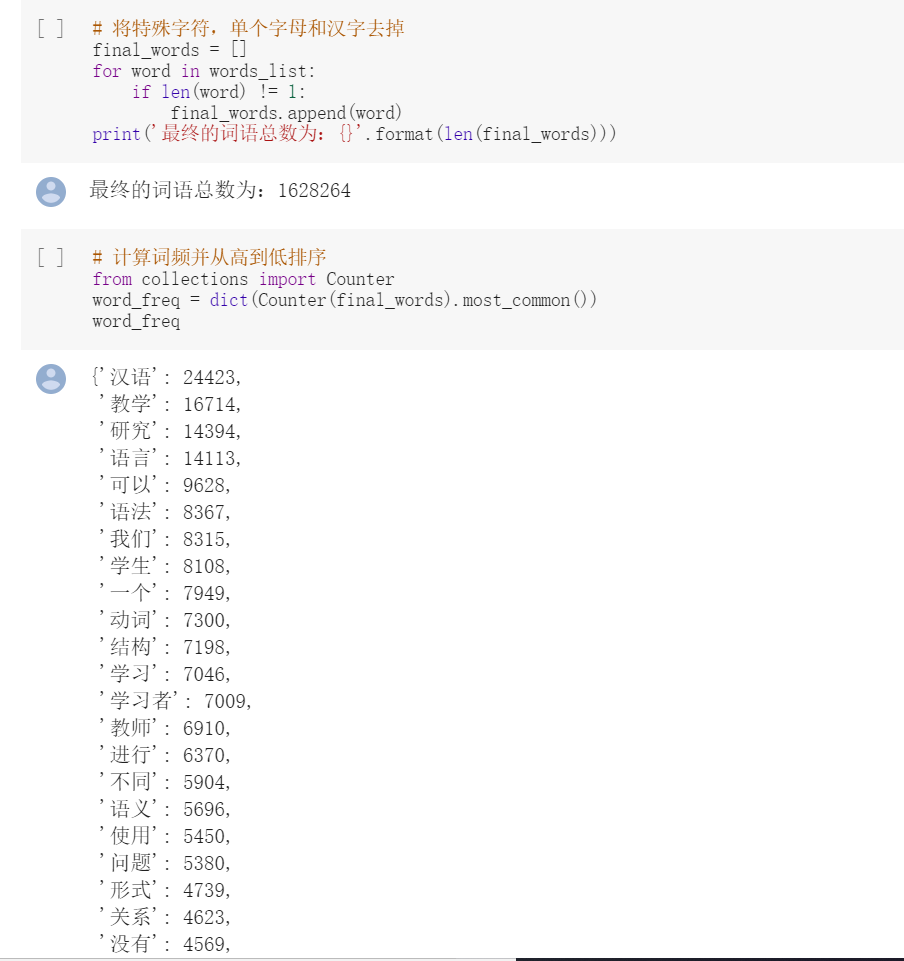 [ ] # 将特殊字符，单个字母和汉字去掉
final_words = []
for word in words_list:
    if len(word) != 1:
        final_words.append(word)
print('最终的词语总数为：{}'.format(len(final_words)))
最终的词语总数为：1628264
[ ] # 计算词频并从高到低排序
from collections import Counter
word_freq = dict(Counter(final_words).most_common())
word_freq
{'汉语': 24423,
 '教学': 16714,
 '研究': 14394,
 '语言': 14113,
 '可以': 9628,
 '语法': 8367,
 '我们': 8315,
 '学生': 8108,
 '一个': 7949,
 '动词': 7300,
 '结构': 7198,
 '学习': 7046,
 '学习者': 7009,
 '教师': 6910,
 '进行': 6370,
 '不同': 5904,
 '语义': 5696,
 '使用': 5450,
 '问题': 5380,
 '形式': 4739,
 '关系': 4623,
 '没有': 4569,